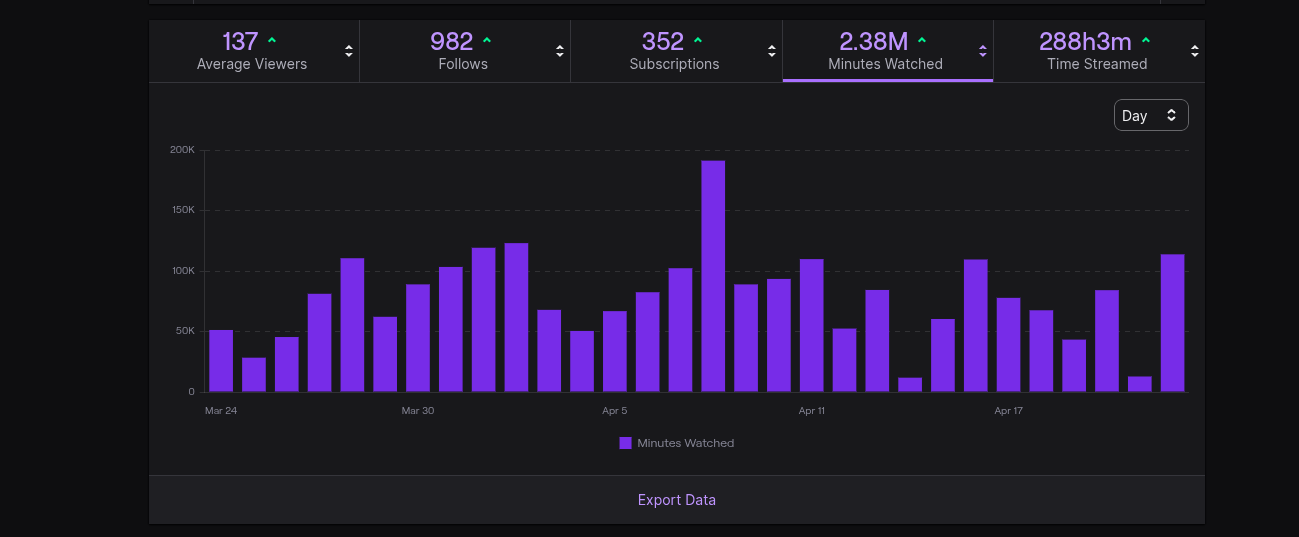 137 982 352 2.38M 288h3m
Average Viewers Follows Subscriptions Minutes Watched Time Streamed
Day
200K
150K
100K
50K
0
Mar 24 Mar 30 Apr 5 Apr 11 Apr 17
Minutes Watched
Export Data